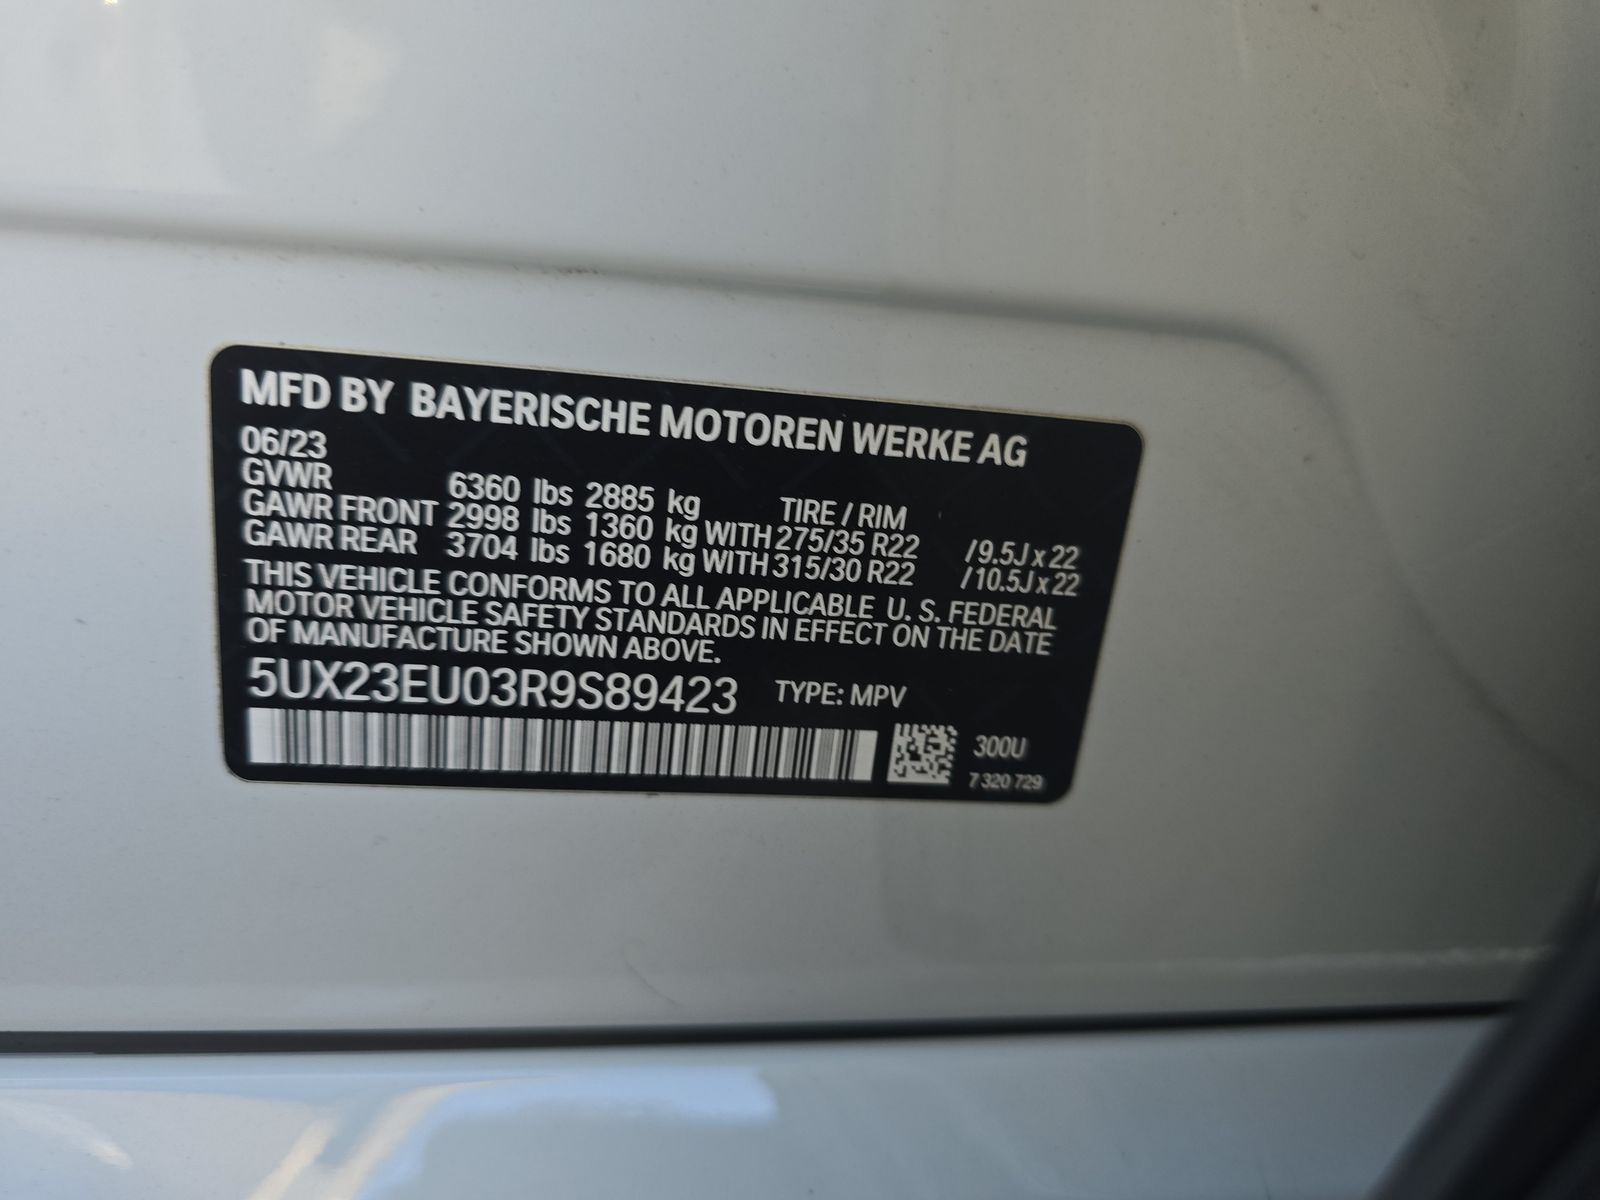 MFD BY BAYERISCHE MOTOREN WERKE AG
06/23
GVWR 6360 lbs 2885 kg TIRE / RIM
GAWR FRONT 2998 lbs 1360 kg WITH 275/35 R22 /9.5J x 22
GAWR REAR 3704 lbs 1680 kg WITH 315/30 R22 /10.5J x 22
THIS VEHICLE CONFORMS TO ALL APPLICABLE U. S. FEDERAL
MOTOR VEHICLE SAFETY STANDARDS IN EFFECT ON THE DATE
OF MANUFACTURE SHOWN ABOVE.
5UX23EU03R9S89423 TYPE: MPV
300U
7 320 729